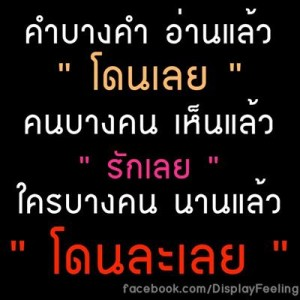 คำบางคำ อ่านแล้ว
" โดนเลย "
คนบางคน เห็นแล้ว
" รักเลย "
ใครบางคน นานแล้ว
" โดนละเลย "
facebook.com/DisplayFeeling